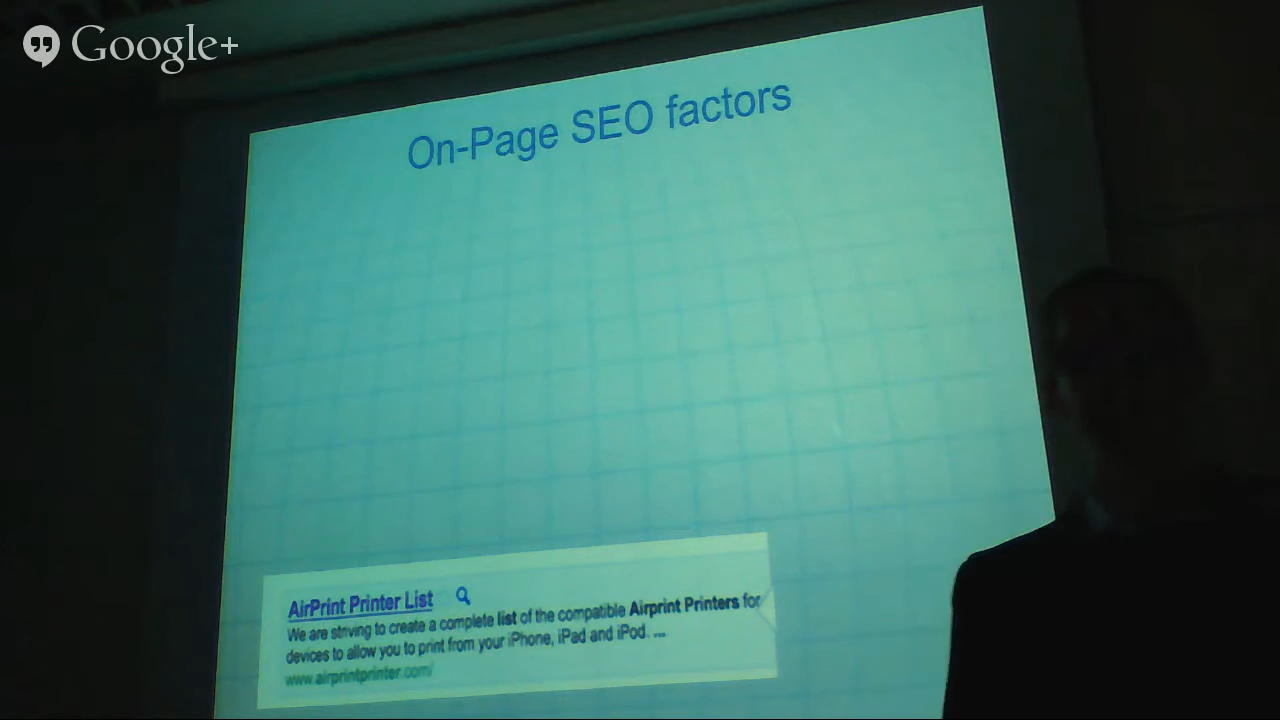 Google+
On-Page SEO factors
AirPrint Printer List
We are striving to create a complete list of the compatible Airprint Printers for
devices to allow you to print from your iPhone, iPad and iPod. ...
www.airprintprinter.com/